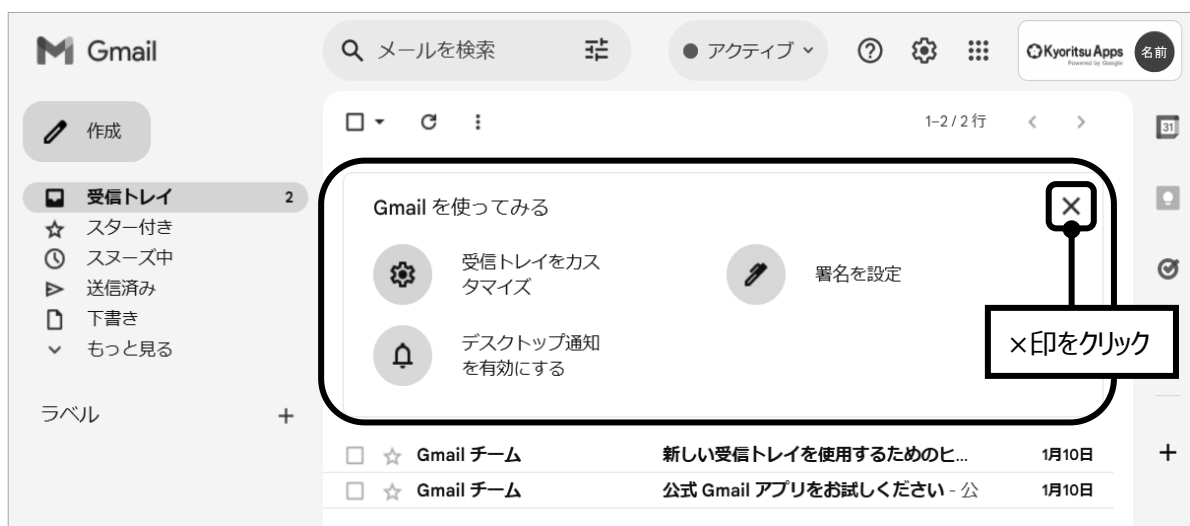 Gmail
メールを検索
アクティブ
Kyoritsu Apps
Powered by Google
名前
作成
1–2 / 2 行
31
受信トレイ 2
スター付き
スヌーズ中
送信済み
下書き
もっと見る
ラベル
Gmail を使ってみる
受信トレイをカス
タマイズ
署名を設定
デスクトップ通知
を有効にする
×印をクリック
Gmail チーム 新しい受信トレイを使用するためのヒ... 1月10日
Gmail チーム 公式 Gmail アプリをお試しください - 公 1月10日